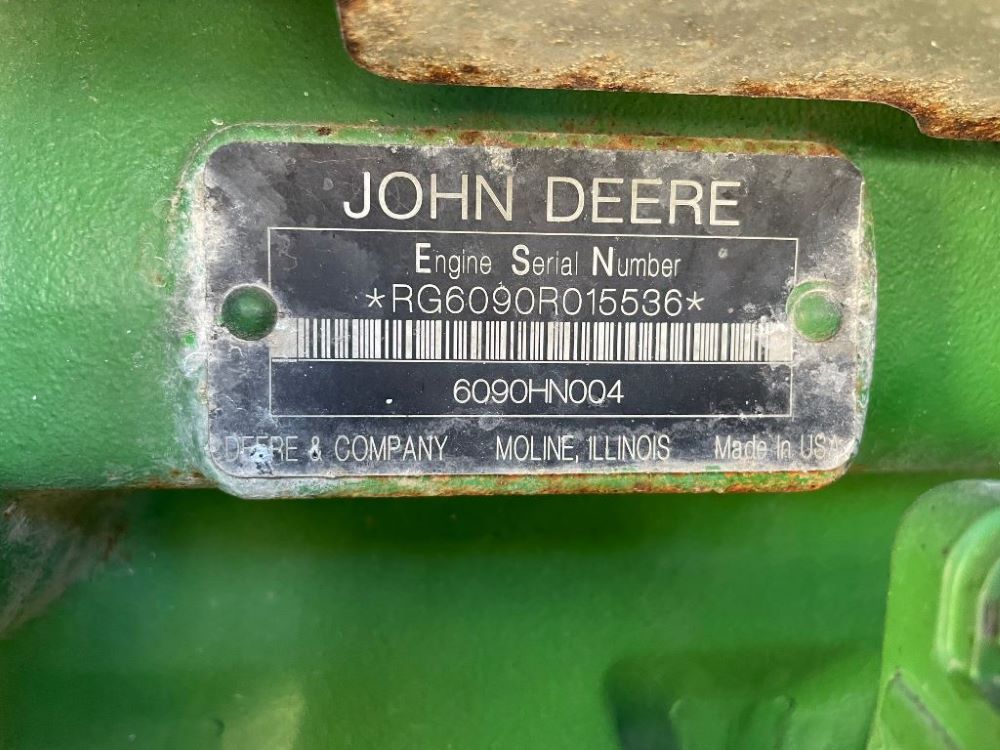 JOHN DEERE
Engine Serial Number
*RG6090R015536*
6090HN004
DEERE & COMPANY MOLINE, ILLINOIS Made In USA